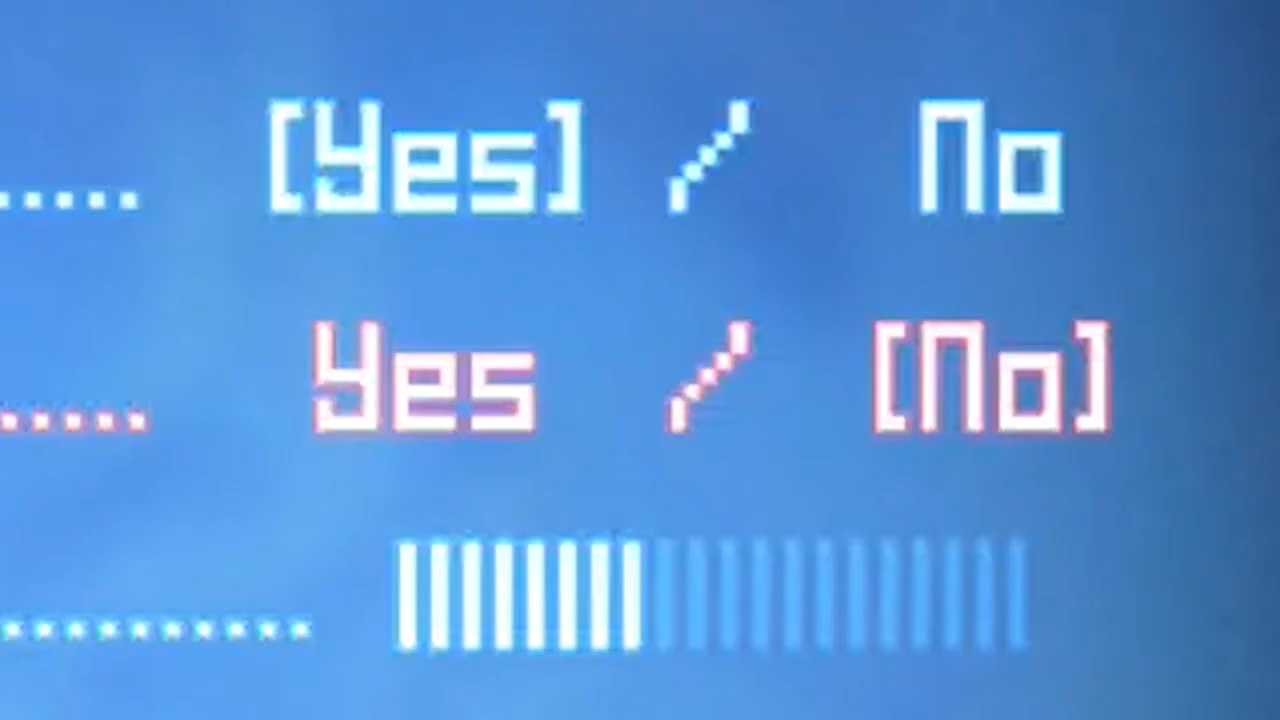 ..... [Yes] / No
..... Yes / [No]
..........